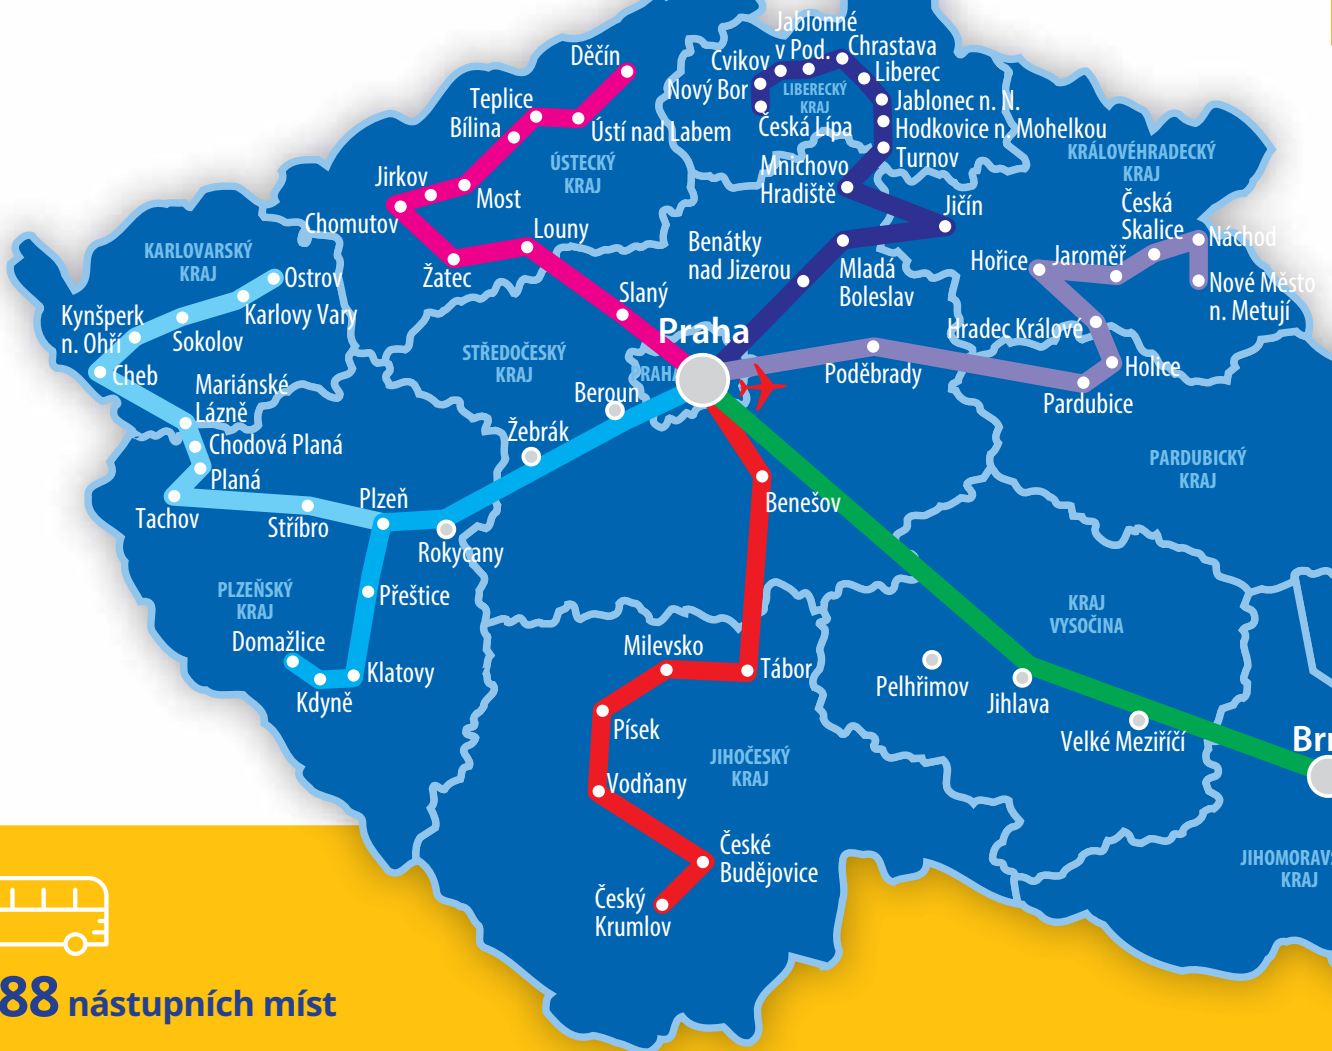 Jablonné
v Pod.
Chrastava
Děčín
Cvikov
Liberec
Nový Bor
LIBERECKÝ
KRAJ
Teplice
Jablonec n. N.
Bílina
Ústí nad Labem
Česká Lípa
Hodkovice n. Mohelkou
ÚSTECKÝ
KRAJ
Mnichovo
Hradiště
Turnov
KRÁLOVÉHRADECKÝ
KRAJ
Jirkov
Most
Česká
Skalice
Jičín
Chomutov
Louny
Náchod
KARLOVARSKÝ
KRAJ
Benátky
nad Jizerou
Hořice
Jaroměř
Ostrov
Žatec
Mladá
Boleslav
Nové Město
n. Metují
Slaný
Kynšperk
n. Ohří
Karlovy Vary
Praha
Hradec Králové
Sokolov
STŘEDOČESKÝ
KRAJ
PRAHA
Cheb
Mariánské
Lázně
Beroun
Poděbrady
Holice
Pardubice
Žebrák
Chodová Planá
PARDUBICKÝ
KRAJ
Planá
Plzeň
Benešov
Tachov
Stříbro
Rokycany
PLZEŇSKÝ
KRAJ
Přeštice
KRAJ
VYSOČINA
Domažlice
Milevsko
Klatovy
Tábor
Pelhřimov
Kdyně
Jihlava
Písek
Velké Meziříčí
Br
JIHOČESKÝ
KRAJ
Vodňany
České
Budějovice
JIHOMORAV
KRAJ
Český
Krumlov
88 nástupních míst